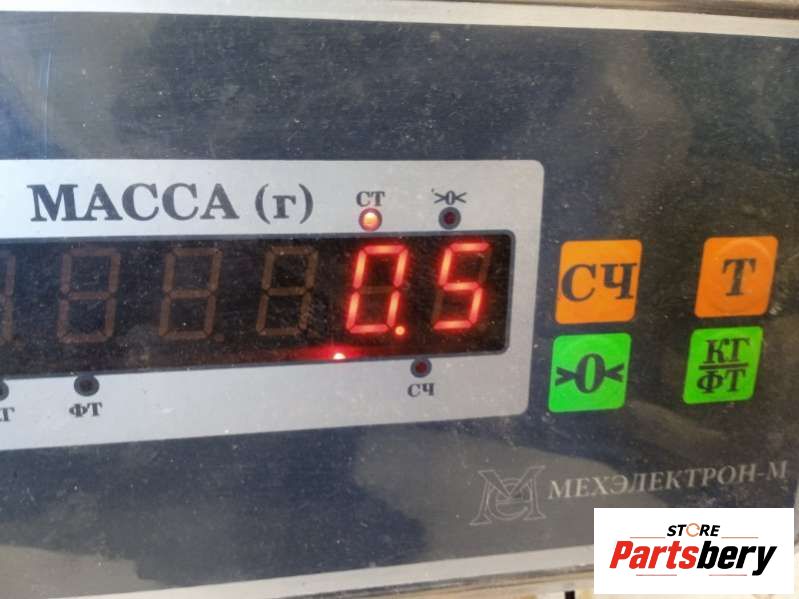 МАССА (г)
СТ
>0<
0.5
СЧ
Т
>0<
КГ
ФТ
ФТ
СЧ
МЕХЭЛЕКТРОН-М
STORE
Partsbery